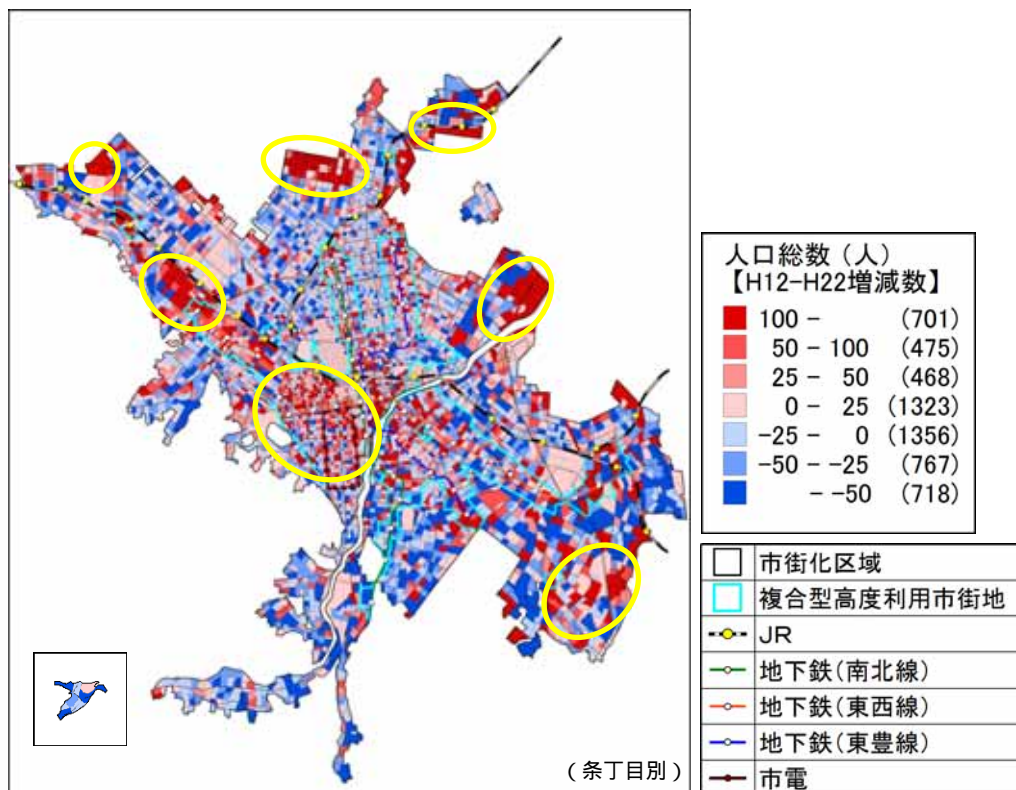 人口総数(人)
【H12-H22増減数】
100 - (701)
50 - 100 (475)
25 - 50 (468)
0 - 25 (1323)
-25 - 0 (1356)
-50 - -25 (767)
- -50 (718)
市街化区域
複合型高度利用市街地
JR
地下鉄(南北線)
地下鉄(東西線)
地下鉄(東豊線)
市電
(条丁目別)